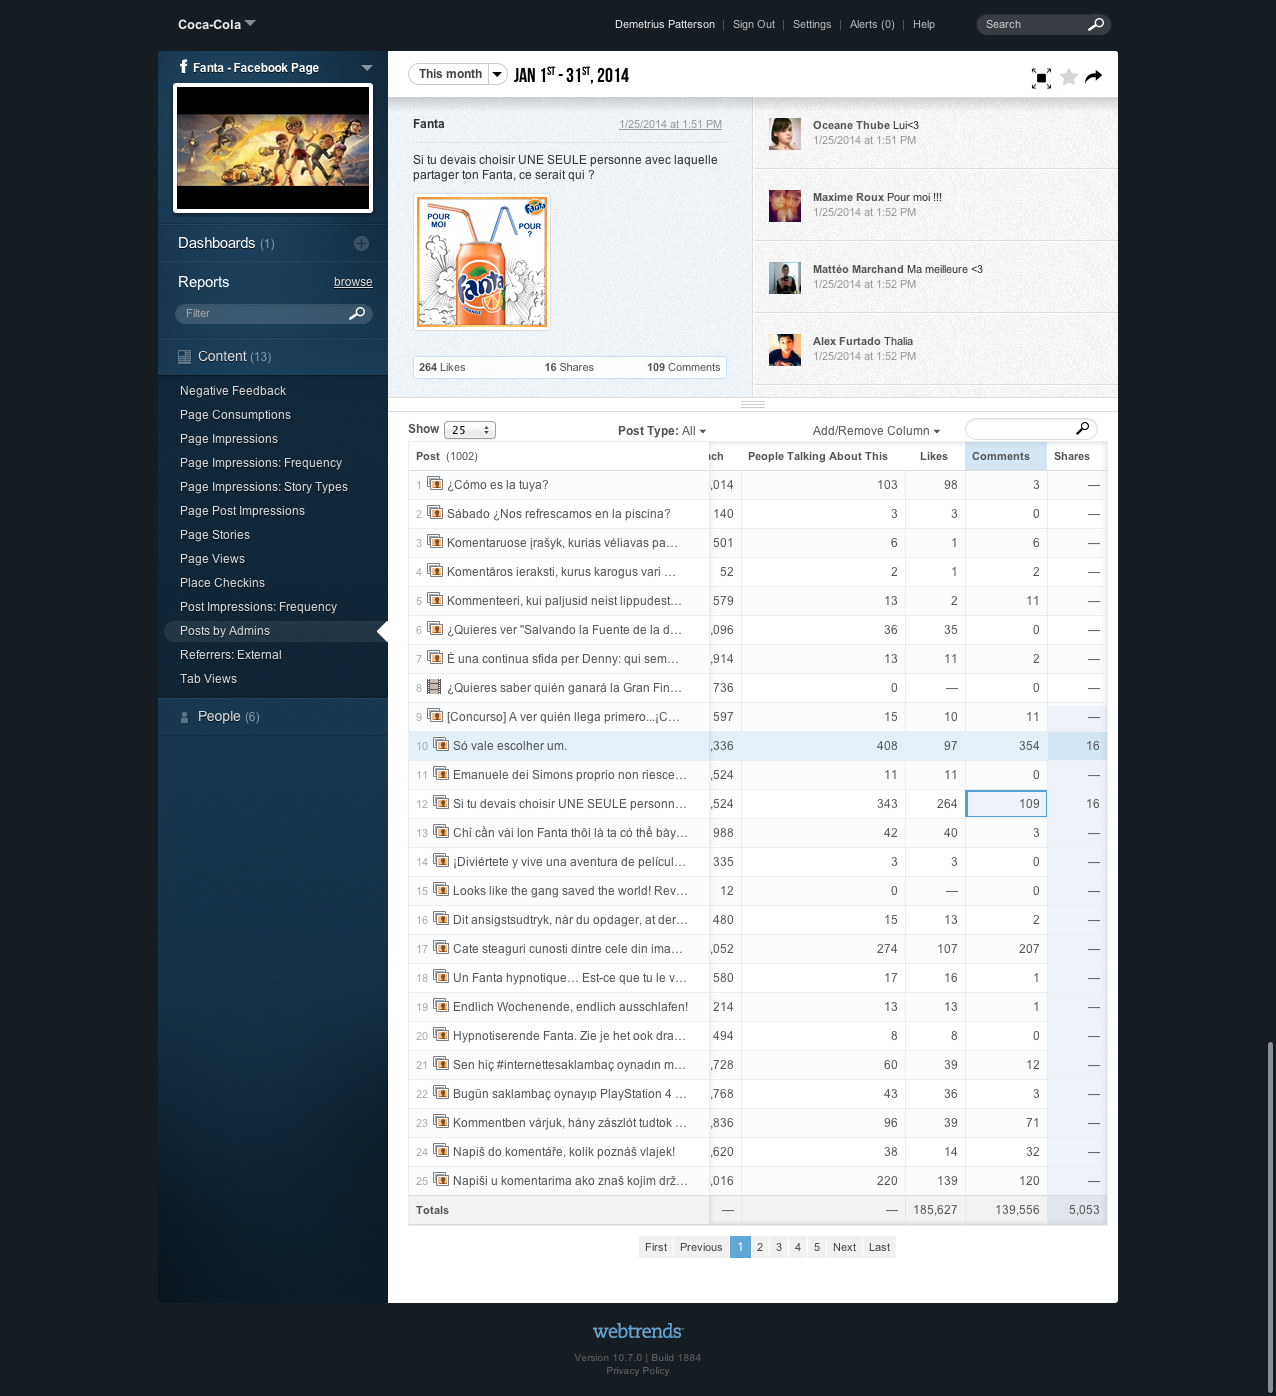 Coca-Cola
Demetrius Patterson | Sign Out | Settings | Alerts (0) | Help
Search
Fanta - Facebook Page
Dashboards (1)
Reports
browse
Filter
Content (13)
Negative Feedback
Page Consumptions
Page Impressions
Page Impressions: Frequency
Page Impressions: Story Types
Page Post Impressions
Page Stories
Page Views
Place Checkins
Post Impressions: Frequency
Posts by Admins
Referrers: External
Tab Views
People (6)
This month
JAN 1ST - 31ST, 2014
Fanta
1/25/2014 at 1:51 PM
Si tu devais choisir UNE SEULE personne avec laquelle
partager ton Fanta, ce serait qui ?
POUR
MOI
Fanta
POUR
?
Fanta
ORANGE
264 Likes 16 Shares 109 Comments
Oceane Thube Lui<3
1/25/2014 at 1:51 PM
Maxime Roux Pour moi !!!
1/25/2014 at 1:52 PM
Mattéo Marchand Ma meilleure <3
1/25/2014 at 1:52 PM
Alex Furtado Thalia
1/25/2014 at 1:52 PM
Show 25 Post Type: All Add/Remove Column
Post (1002) ch People Talking About This Likes Comments Shares
1 ¿Cómo es la tuya? ,014 103 98 3 —
2 Sábado ¿Nos refrescamos en la piscina? 140 3 3 0 —
3 Komentaruose įrašyk, kurias vėliavas pa… 501 6 1 6 —
4 Komentāros ieraksti, kurus karogus vari … 52 2 1 2 —
5 Kommenteeri, kui paljusid neist lippudest… 579 13 2 11 —
6 ¿Quieres ver "Salvando la Fuente de la d… ,096 36 35 0 —
7 È una continua sfida per Denny: qui sem… ,914 13 11 2 —
8 ¿Quieres saber quién ganará la Gran Fin… 736 0 — 0 —
9 [Concurso] A ver quién llega primero...¡C… 597 15 10 11 —
10 Só vale escolher um. ,336 408 97 354 16
11 Emanuele dei Simons proprio non riesce… ,524 11 11 0 —
12 Si tu devais choisir UNE SEULE personn… ,524 343 264 109 16
13 Chỉ cần vài lon Fanta thôi là ta có thể bày… 988 42 40 3 —
14 ¡Diviértete y vive una aventura de películ… 335 3 3 0 —
15 Looks like the gang saved the world! Rev… 12 0 — 0 —
16 Dit ansigstsudtryk, når du opdager, at der… 480 15 13 2 —
17 Cate steaguri cunosti dintre cele din ima… ,052 274 107 207 —
18 Un Fanta hypnotique… Est-ce que tu le v… 580 17 16 1 —
19 Endlich Wochenende, endlich ausschlafen! 214 13 13 1 —
20 Hypnotiserende Fanta. Zie je het ook dra… 494 8 8 0 —
21 Sen hiç #internettesaklambaç oynadın m… ,728 60 39 12 —
22 Bugün saklambaç oynayıp PlayStation 4 … ,768 43 36 3 —
23 Kommentben várjuk, hány zászlót tudtok … ,836 96 39 71 —
24 Napiš do komentáře, kolik poznáš vlajek! ,620 38 14 32 —
25 Napiši u komentarima ako znaš kojim drž… ,016 220 139 120 —
Totals — — 185,627 139,556 5,053
First Previous 1 2 3 4 5 Next Last
webtrends
Version 10.7.0 | Build 1884
Privacy Policy